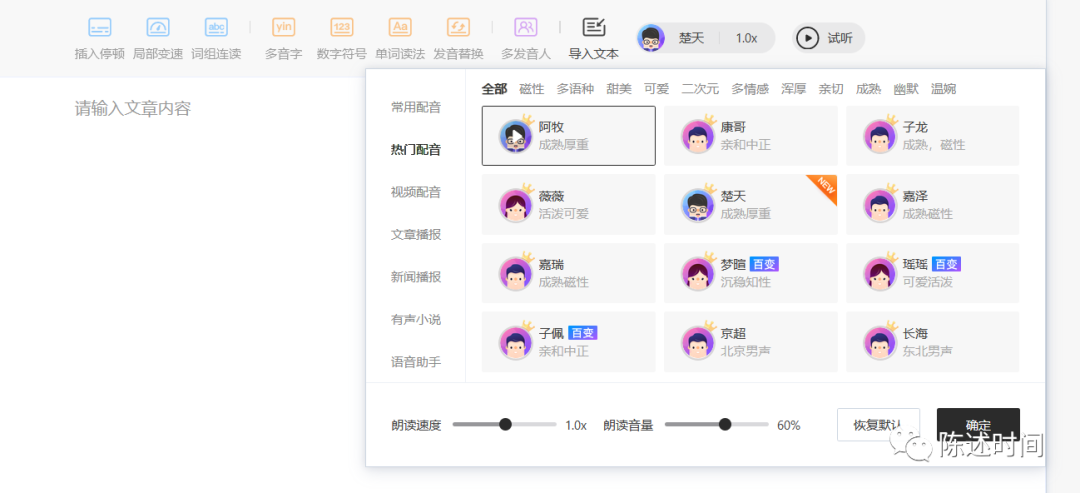 yin 123 Aa abc
插入停顿 局部变速 词组连读 多音字 数字符号 单词读法 发音替换 多发音人 导入文本 楚天 1.0x 试听
请输入文章内容
常用配音
热门配音
视频配音
文章播报
新闻播报
有声小说
语音助手
全部 磁性 多语种 甜美 可爱 二次元 多情感 浑厚 亲切 成熟 幽默 温婉
阿牧
成熟厚重
康哥
亲和中正
子龙
成熟，磁性
薇薇
活泼可爱
楚天
成熟厚重
NEW
嘉泽
成熟磁性
嘉瑞
成熟磁性
梦暄 百变
沉稳知性
瑶瑶 百变
可爱活泼
子佩 百变
亲和中正
京超
北京男声
长海
东北男声
朗读速度 1.0x 朗读音量 60% 恢复默认 确定
陈述时间